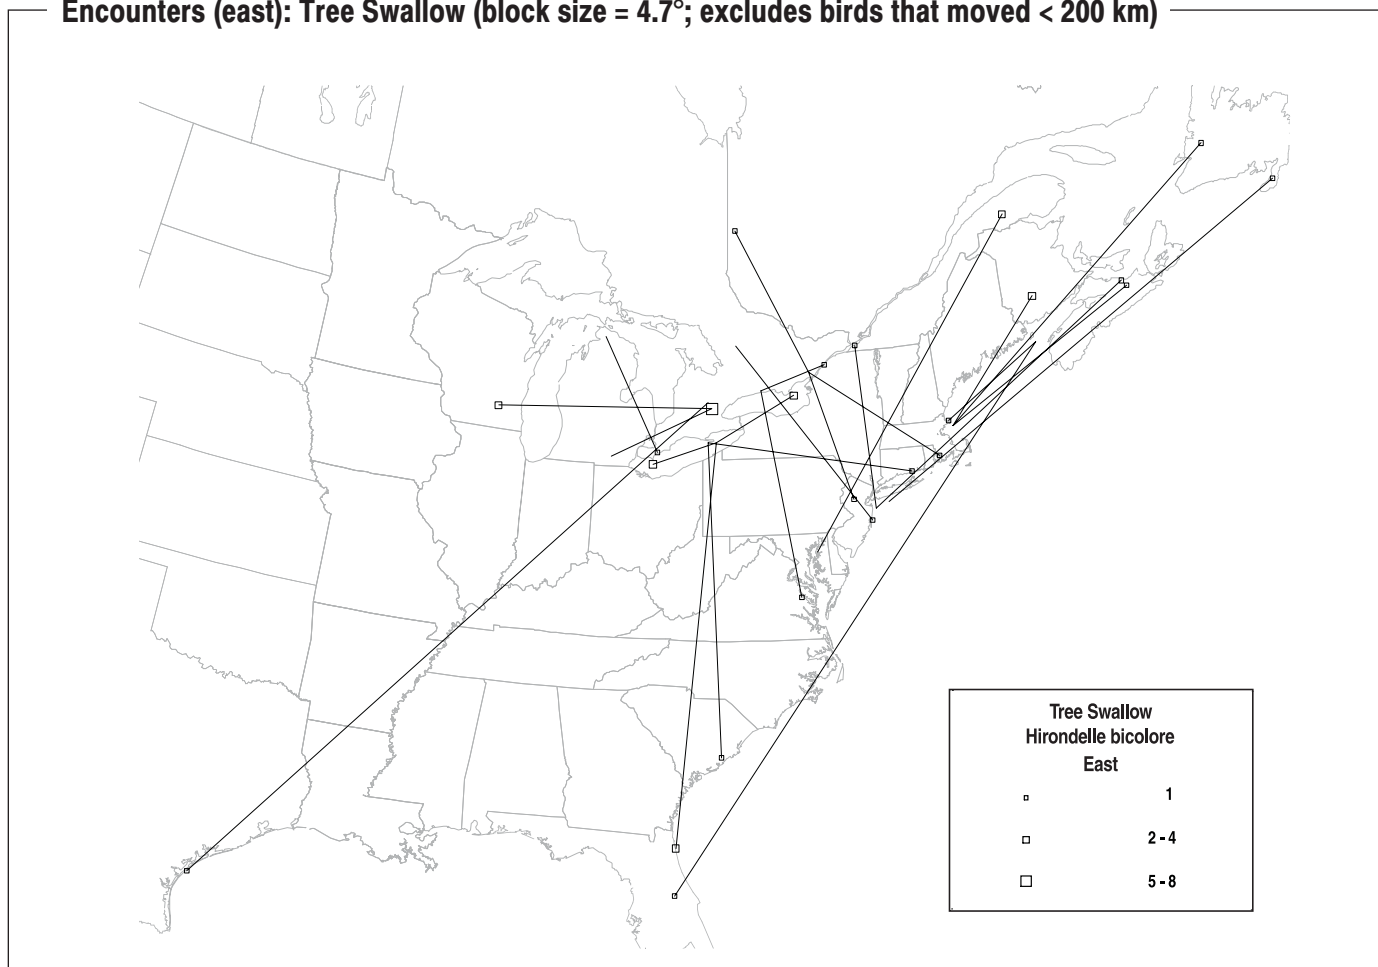 Encounters (east): Tree Swallow (block size = 4.7°; excludes birds that moved < 200 km)
Tree Swallow
Hirondelle bicolore
East
1
2 - 4
5 - 8